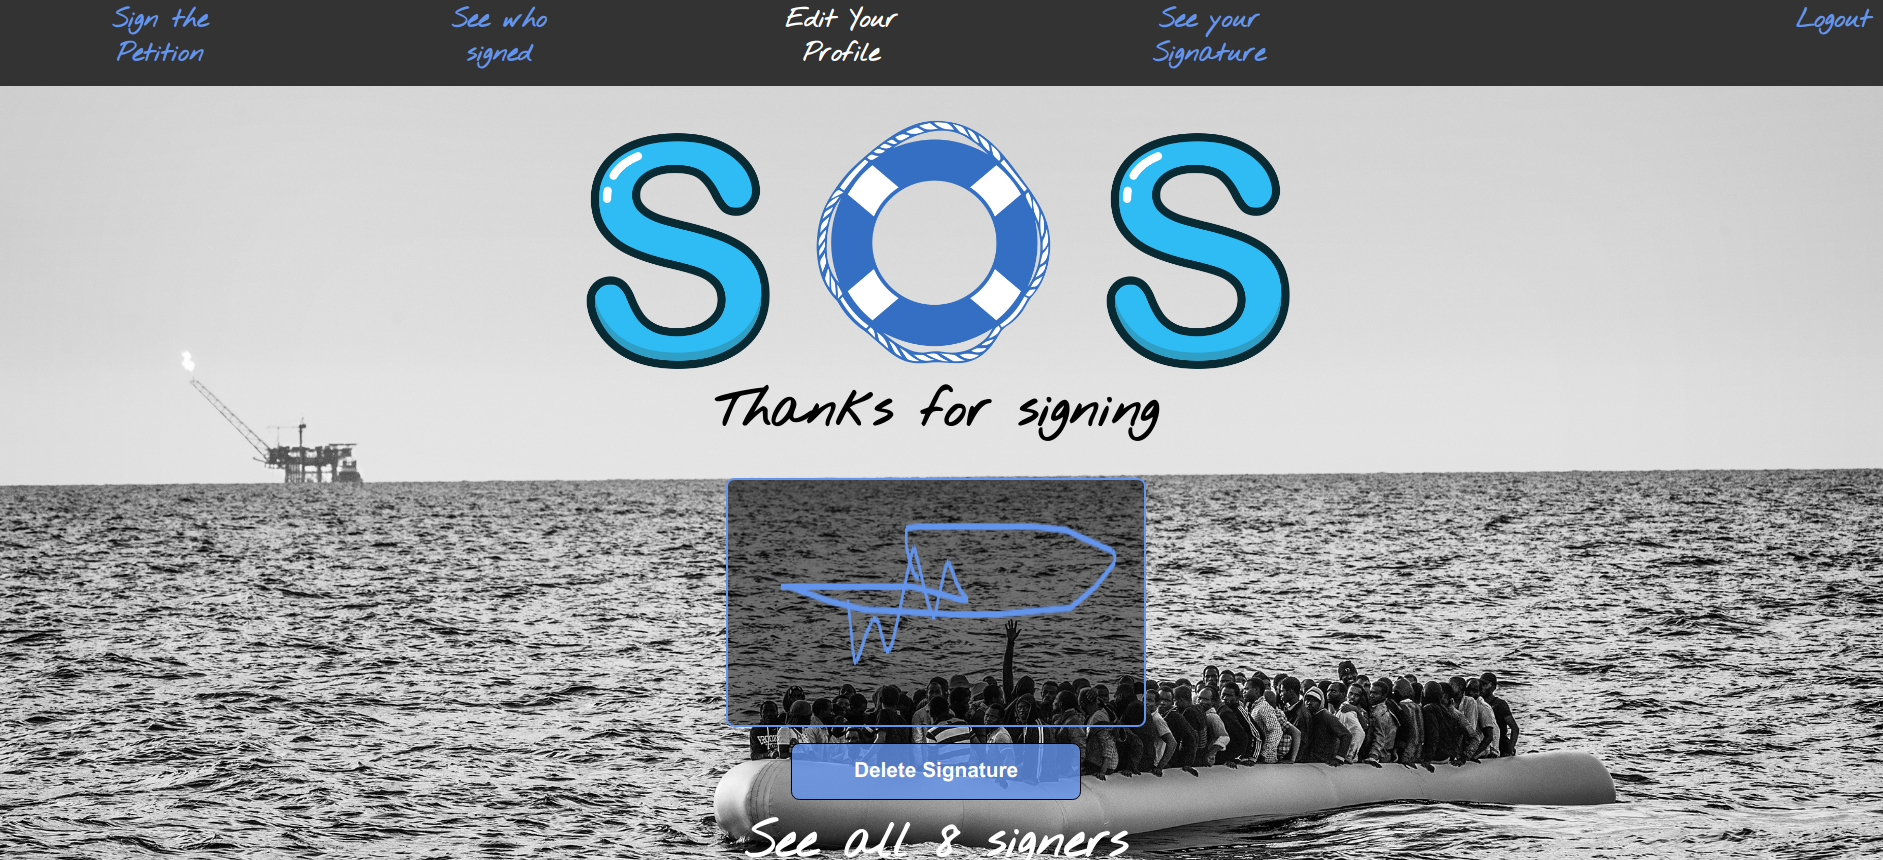 Sign the
Petition
See who
signed
Edit Your
Profile
See your
Signature
Logout
SOS
Thanks for signing
Delete Signature
See all 8 signers